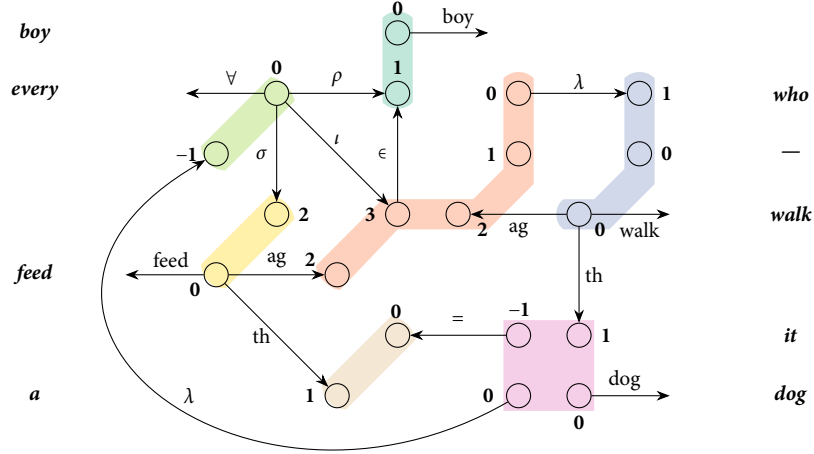 0
boy boy
every ∀ 0 ρ 1 0 λ 1 who
−1 σ ι ϵ 1 0 —
2 3 2 ag 0 walk walk
feed feed 0 ag 2 th
th 0 = −1 1 it
a λ 1 0 0 dog dog